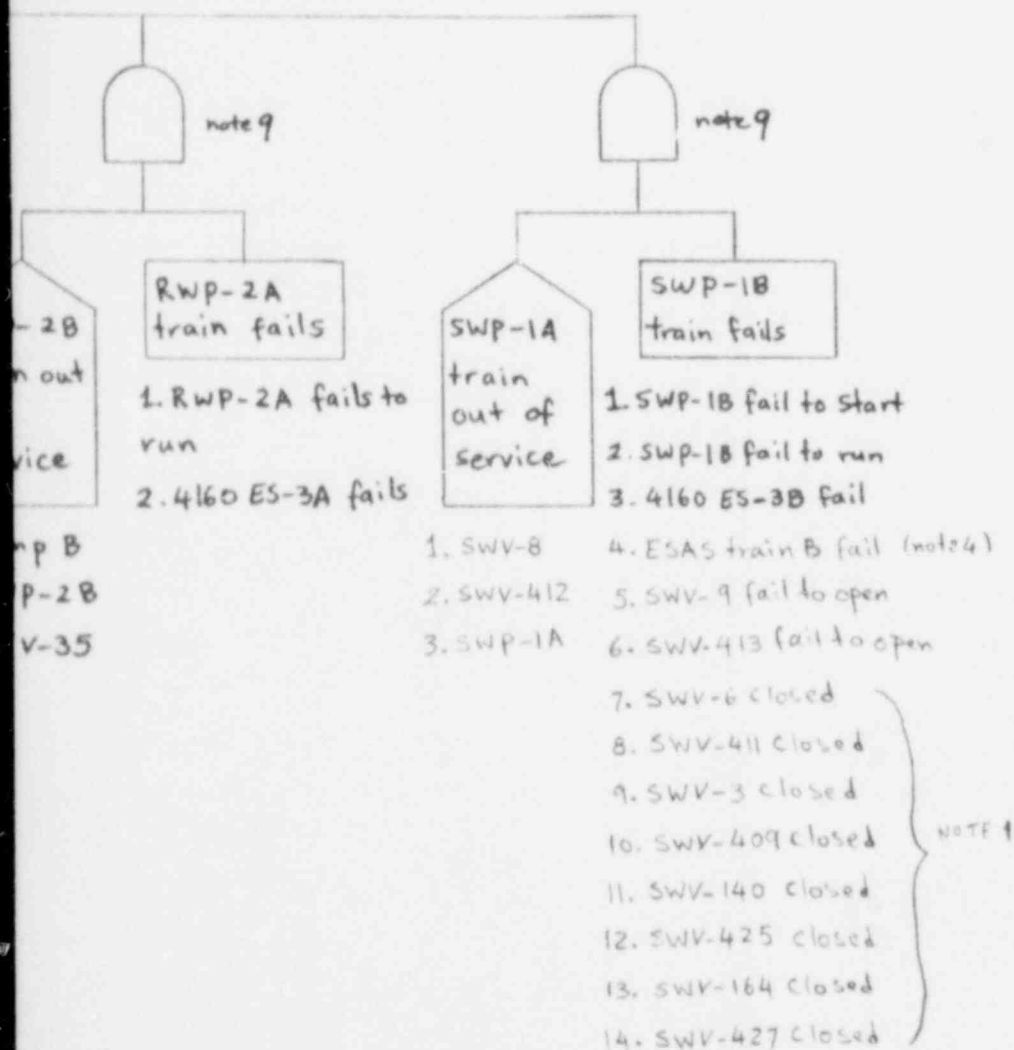 note 9
note 9
- 2B
n out
vice
RWP-2A
train fails
SWP-1A
train
out of
service
SWP-1B
train fails
mp B
P-2B
V-35
1. RWP-2A fails to
run
2. 4160 ES-3A fails
1. SWV-8
2. SWV-412
3. SWP-1A
1. SWP-1B fail to start
2. SWP-1B fail to run
3. 4160 ES-3B fail
4. ESAS train B fail (note 4)
5. SWV-9 fail to open
6. SWV-413 fail to open
7. SWV-6 closed
8. SWV-411 closed
9. SWV-3 closed
10. SWV-409 closed
11. SWV-140 closed
12. SWV-425 closed
13. SWV-164 closed
14. SWV-427 closed
NOTE 1